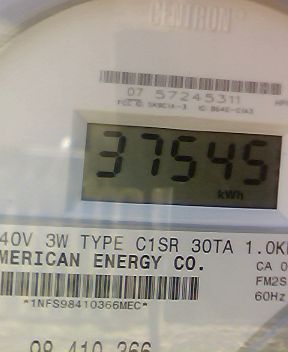 CENTRON
07 57245311
37545
kWh
40V 3W TYPE C1SR 30TA 1.0K
MERICAN ENERGY CO.
CA 0
FM2S
60Hz
*1NFS98410366MEC*
98 410 366